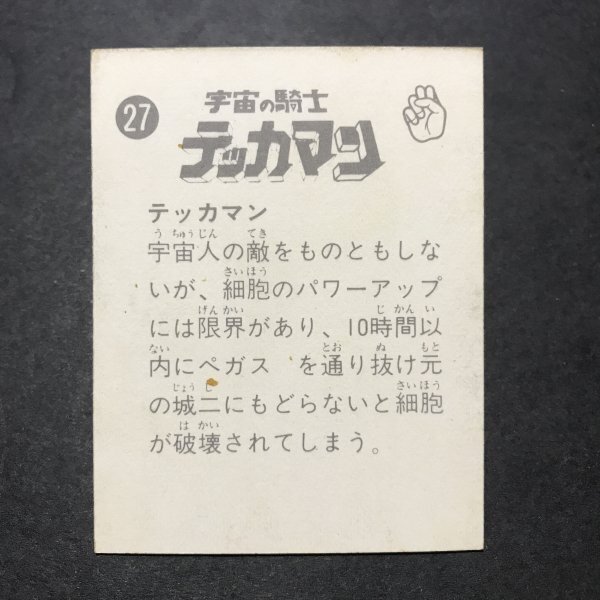 27
宇宙の騎士
テッカマン
テッカマン
宇宙人の敵をものともしな
いが、細胞のパワーアップ
には限界があり、10時間以
内にペガス゛を通り抜け元
の城二にもどらないと細胞
が破壊されてしまう。